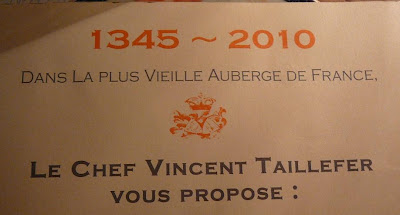 1345 ~ 2010
Dans La plus Vieille Auberge de France,
Le Chef Vincent Taillefer
vous propose :